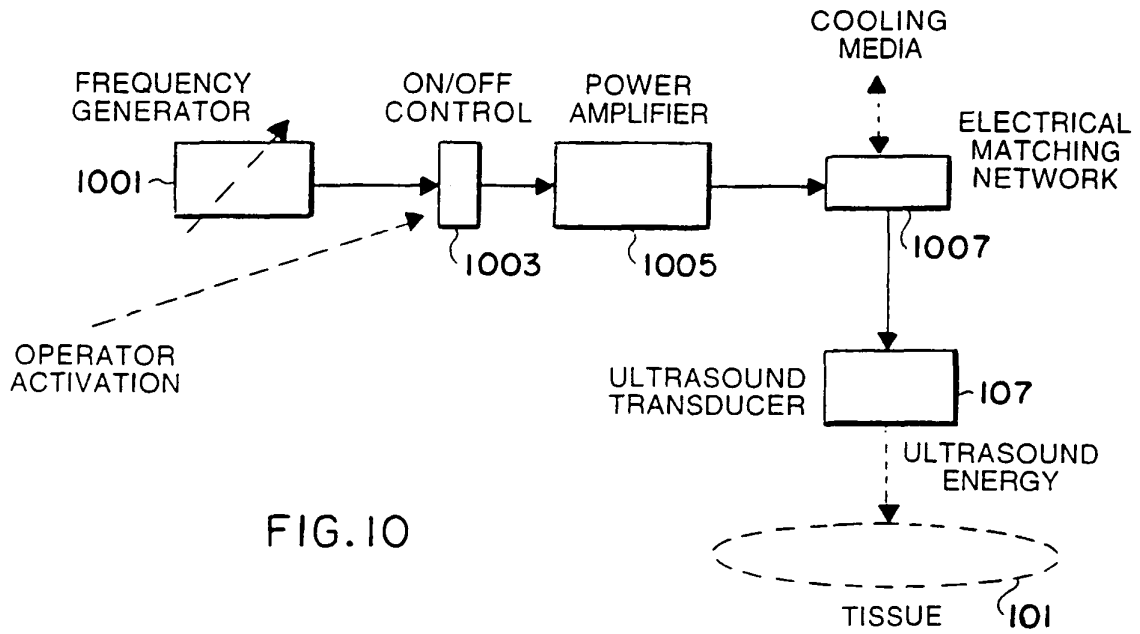 COOLING
MEDIA
FREQUENCY
GENERATOR
ON/OFF
CONTROL
POWER
AMPLIFIER
ELECTRICAL
MATCHING
NETWORK
1001
1003
1005
1007
OPERATOR
ACTIVATION
ULTRASOUND
TRANSDUCER
107
ULTRASOUND
ENERGY
FIG.10
TISSUE
101